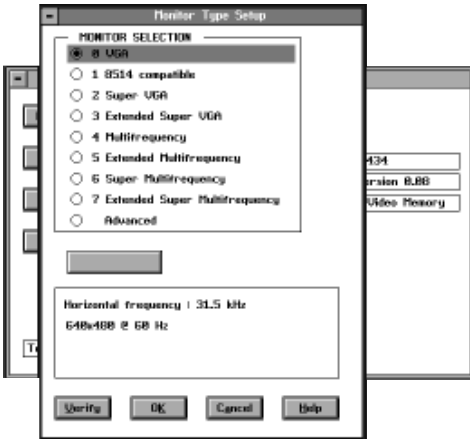 Monitor Type Setup
MONITOR SELECTION
0 VGA
1 8514 compatible
2 Super VGA
3 Extended Super VGA
4 Multifrequency
5 Extended Multifrequency
6 Super Multifrequency
7 Extended Super Multifrequency
Advanced
434
ersion 0.08
Video Memory
Horizontal frequency : 31.5 kHz
640x480 @ 60 Hz
Verify
OK
Cancel
Help